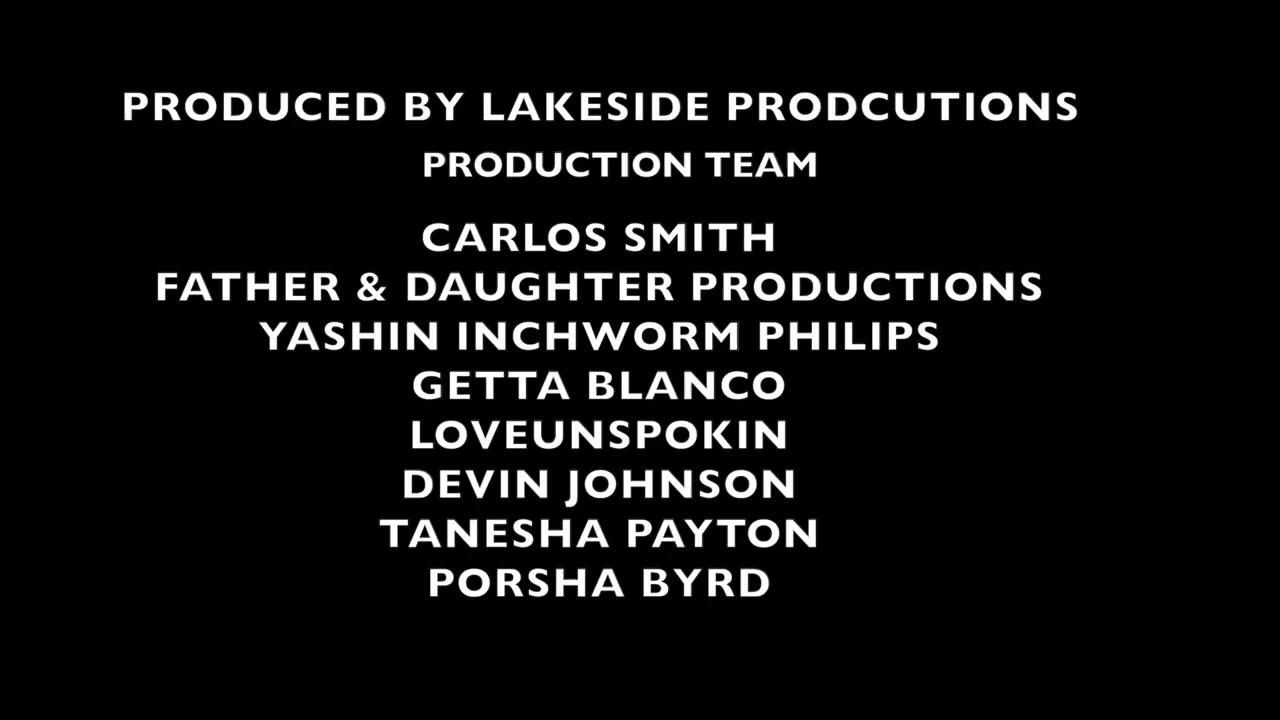 PRODUCED BY LAKESIDE PRODCUTIONS
PRODUCTION TEAM
CARLOS SMITH
FATHER & DAUGHTER PRODUCTIONS
YASHIN INCHWORM PHILIPS
GETTA BLANCO
LOVEUNSPOKIN
DEVIN JOHNSON
TANESHA PAYTON
PORSHA BYRD